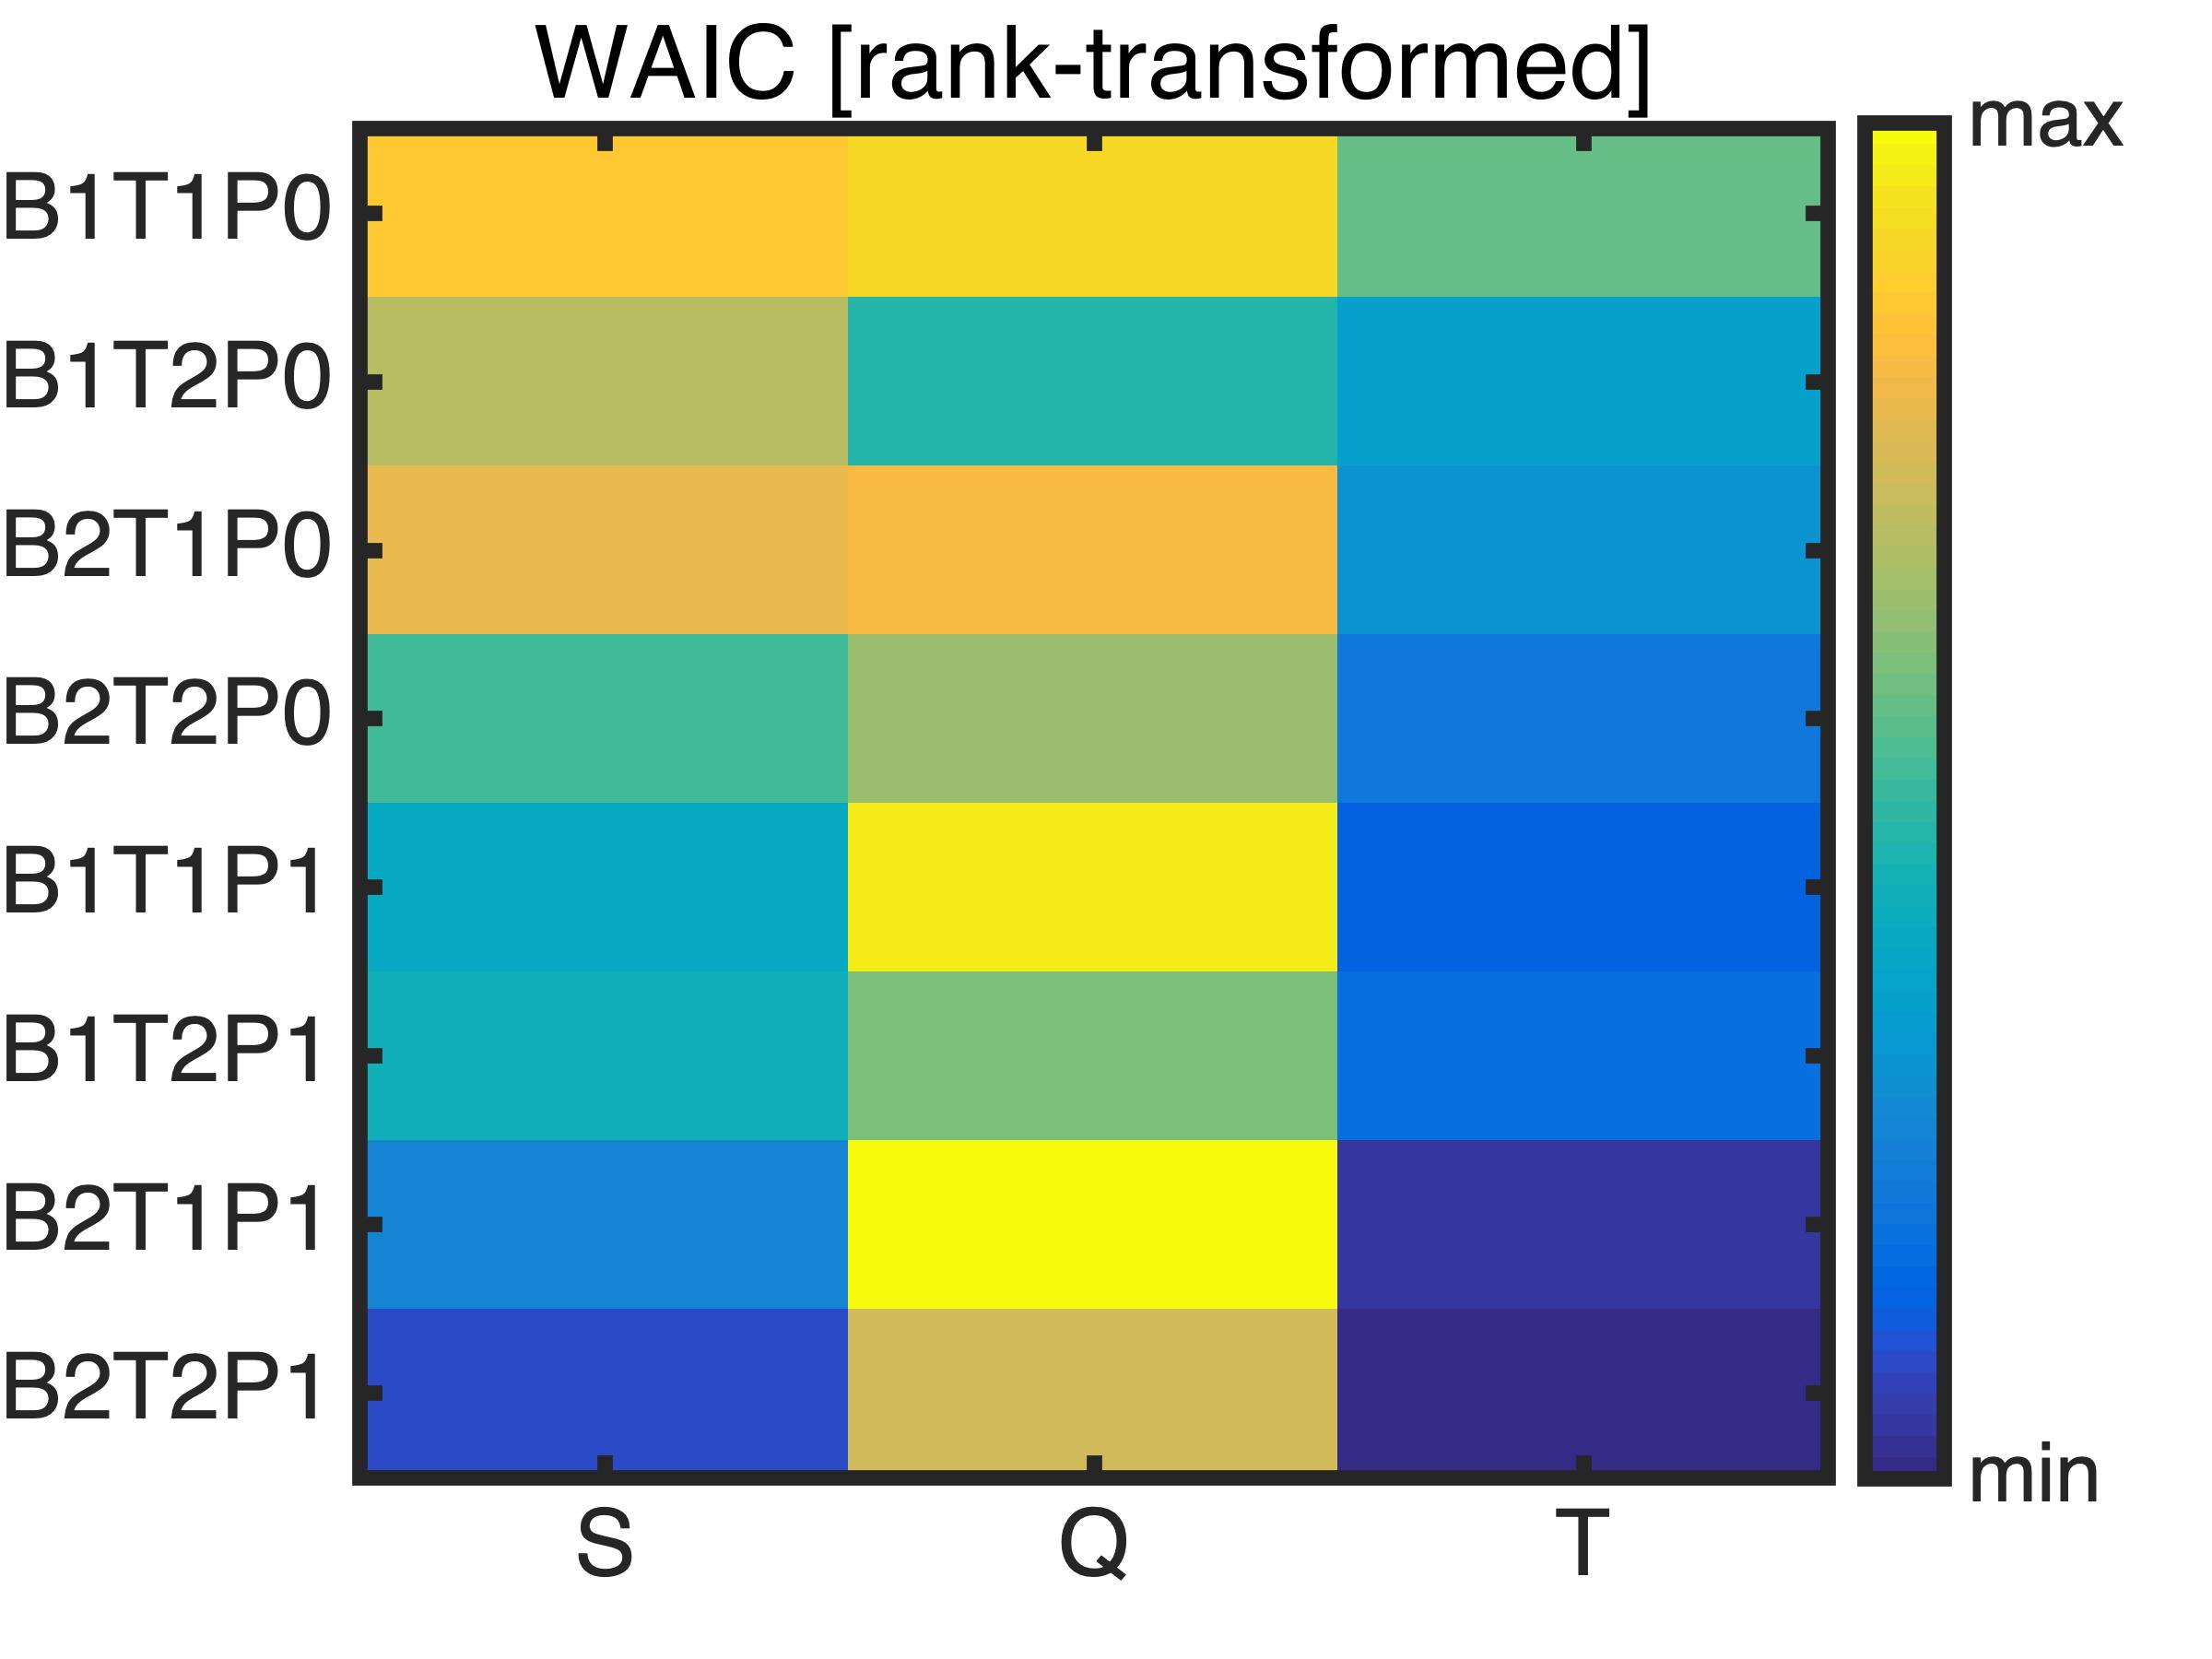 WAIC [rank-transformed]
max
B1T1P0
B1T2P0
B2T1P0
B2T2P0
B1T1P1
B1T2P1
B2T1P1
B2T2P1
min
S Q T